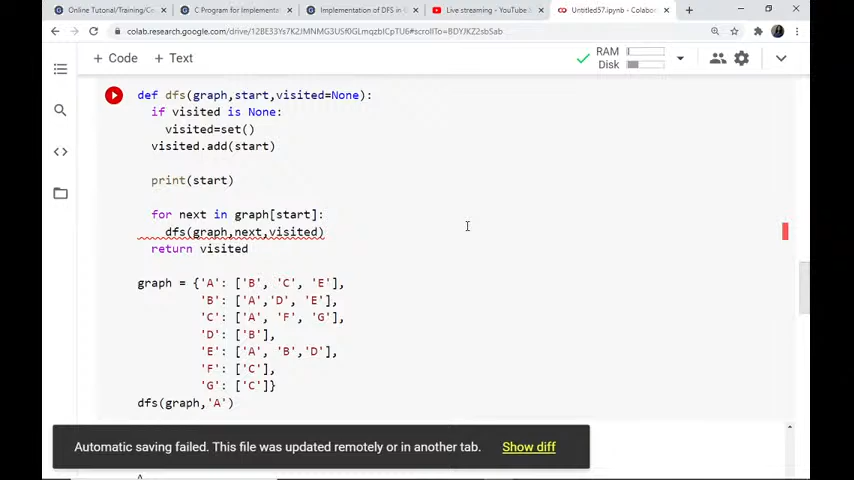 Online Tutorial/Training/Ce
C Program for Implementa
Implementation of DFS in
Live streaming - YouTube
Untitled57.ipynb - Colabor
colab.research.google.com/drive/12BE33Ys7K2JMNMG3USf0GLmqzbICpTU6#scrollTo=BDYJKZ2sbSab
+ Code + Text
RAM
Disk
def dfs(graph,start,visited=None):
if visited is None:
visited=set()
visited.add(start)
print(start)
for next in graph[start]:
dfs(graph,next,visited)
return visited
graph = {'A': ['B', 'C', 'E'],
'B': ['A','D', 'E'],
'C': ['A', 'F', 'G'],
'D': ['B'],
'E': ['A', 'B','D'],
'F': ['C'],
'G': ['C']}
dfs(graph,'A')
Automatic saving failed. This file was updated remotely or in another tab. Show diff